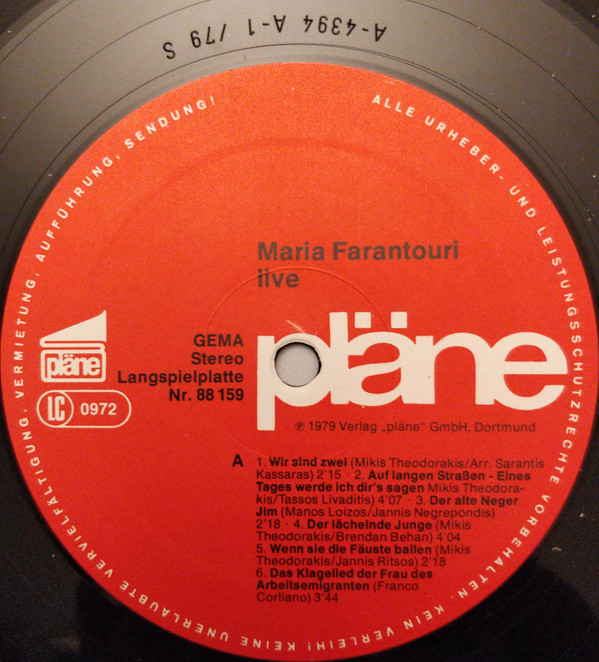 A-4394 A-1 /79 S
ALLE URHEBER- UND LEISTUNGSSCHUTZRECHTE VORBEHALTEN. KEIN VERLEIH! KEINE UNERLAUBTE VERVIELFÄLTIGUNG, VERMIETUNG, AUFFÜHRUNG, SENDUNG!
Maria Farantouri
live
pläne
LC 0972
GEMA
Stereo
Langspielplatte
Nr. 88 159
pläne
℗ 1979 Verlag „pläne“ GmbH, Dortmund
A 1. Wir sind zwei (Mikis Theodorakis/Arr. Sarantis
Kassaras) 2'15 · 2. Auf langen Straßen - Eines
Tages werde ich dir's sagen Mikis Theodora-
kis/Tassos Livaditis) 4'07 · 3. Der alte Neger
Jim (Manos Loizos/Jannis Negrepondis)
2'18 · 4. Der lächelnde Junge (Mikis
Theodorakis/Brendan Behan) 4'04
5. Wenn sie die Fäuste ballen (Mikis
Theodorakis/Jannis Ritsos) 2'18
6. Das Klagelied der Frau des
Arbeitsemigranten (Franco
Corliano) 3'44